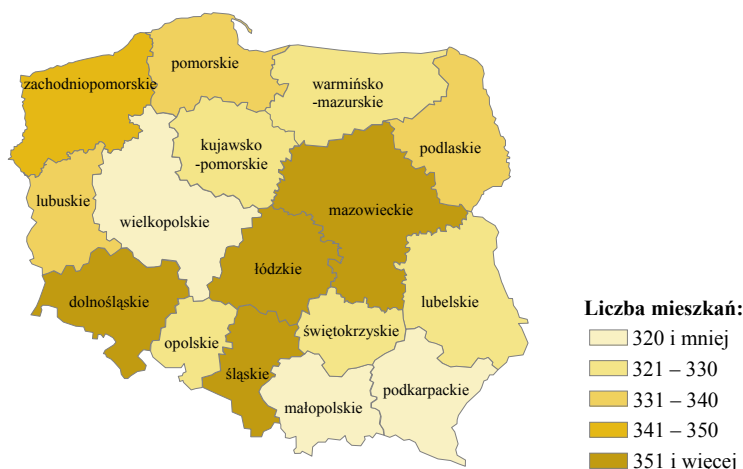 pomorskie
zachodniopomorskie
warmińsko
-mazurskie
kujawsko
-pomorskie
podlaskie
lubuskie
wielkopolskie
mazowieckie
łódzkie
dolnośląskie
lubelskie
świętokrzyskie
opolskie
śląskie
podkarpackie
małopolskie
Liczba mieszkań:
320 i mniej
321 – 330
331 – 340
341 – 350
351 i wiecej